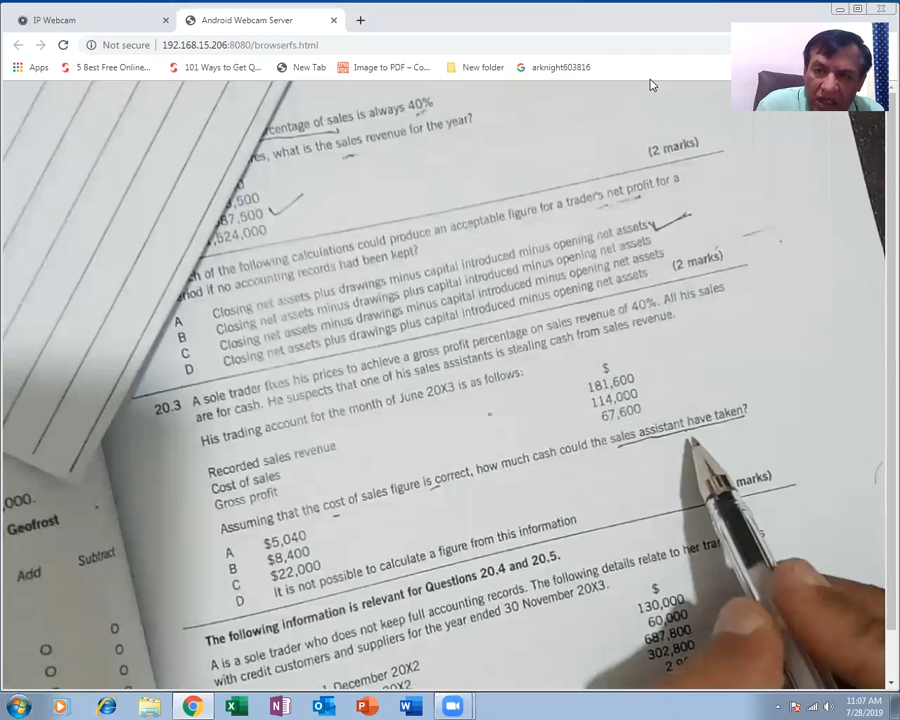 IP Webcam
Android Webcam Server
Not secure
192.168.15.206:8080/browserfs.html
Apps
5 Best Free Online...
101 Ways to Get Q...
New Tab
Image to PDF – Co...
New folder
arknight603816
centage of sales is always 40%
what is the sales revenue for the year?
,500
87,500
,524,000
(2 marks)
of the following calculations could produce an acceptable figure for a trader's net profit for a
if no accounting records had been kept?
A Closing net assets plus drawings minus capital introduced minus opening net assets
B Closing net assets minus drawings plus capital introduced minus opening net assets
C Closing net assets minus drawings minus capital introduced minus opening net assets
D Closing net assets plus drawings plus capital introduced minus opening net assets
(2 marks)
20.3 A sole trader fixes his prices to achieve a gross profit percentage on sales revenue of 40%. All his sales
are for cash. He suspects that one of his sales assistants is stealing cash from sales revenue.
His trading account for the month of June 20X3 is as follows:
$
Recorded sales revenue 181,600
Cost of sales 114,000
Gross profit 67,600
Assuming that the cost of sales figure is correct, how much cash could the sales assistant have taken?
A $5,040
B $8,400
C $22,000
D It is not possible to calculate a figure from this information
marks)
The following information is relevant for Questions 20.4 and 20.5.
A is a sole trader who does not keep full accounting records. The following details relate to her
with credit customers and suppliers for the year ended 30 November 20X3.
$
130,000
60,000
687,800
302,800
December 20X2
,000.
Geofrost
Add
Subtract
0
0
0
0
11:07 AM
7/28/2019